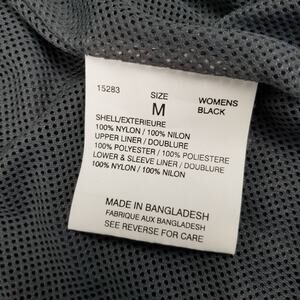 15283 SIZE WOMENS
M BLACK
SHELL/EXTERIEURE
100% NYLON / 100% NILON
UPPER LINER / DOUBLURE
100% POLYESTER / 100% POLIESTERE
LOWER & SLEEVE LINER / DOUBLURE
100% NYLON / 100% NILON
MADE IN BANGLADESH
FABRIQUE AUX BANGLADESH
SEE REVERSE FOR CARE